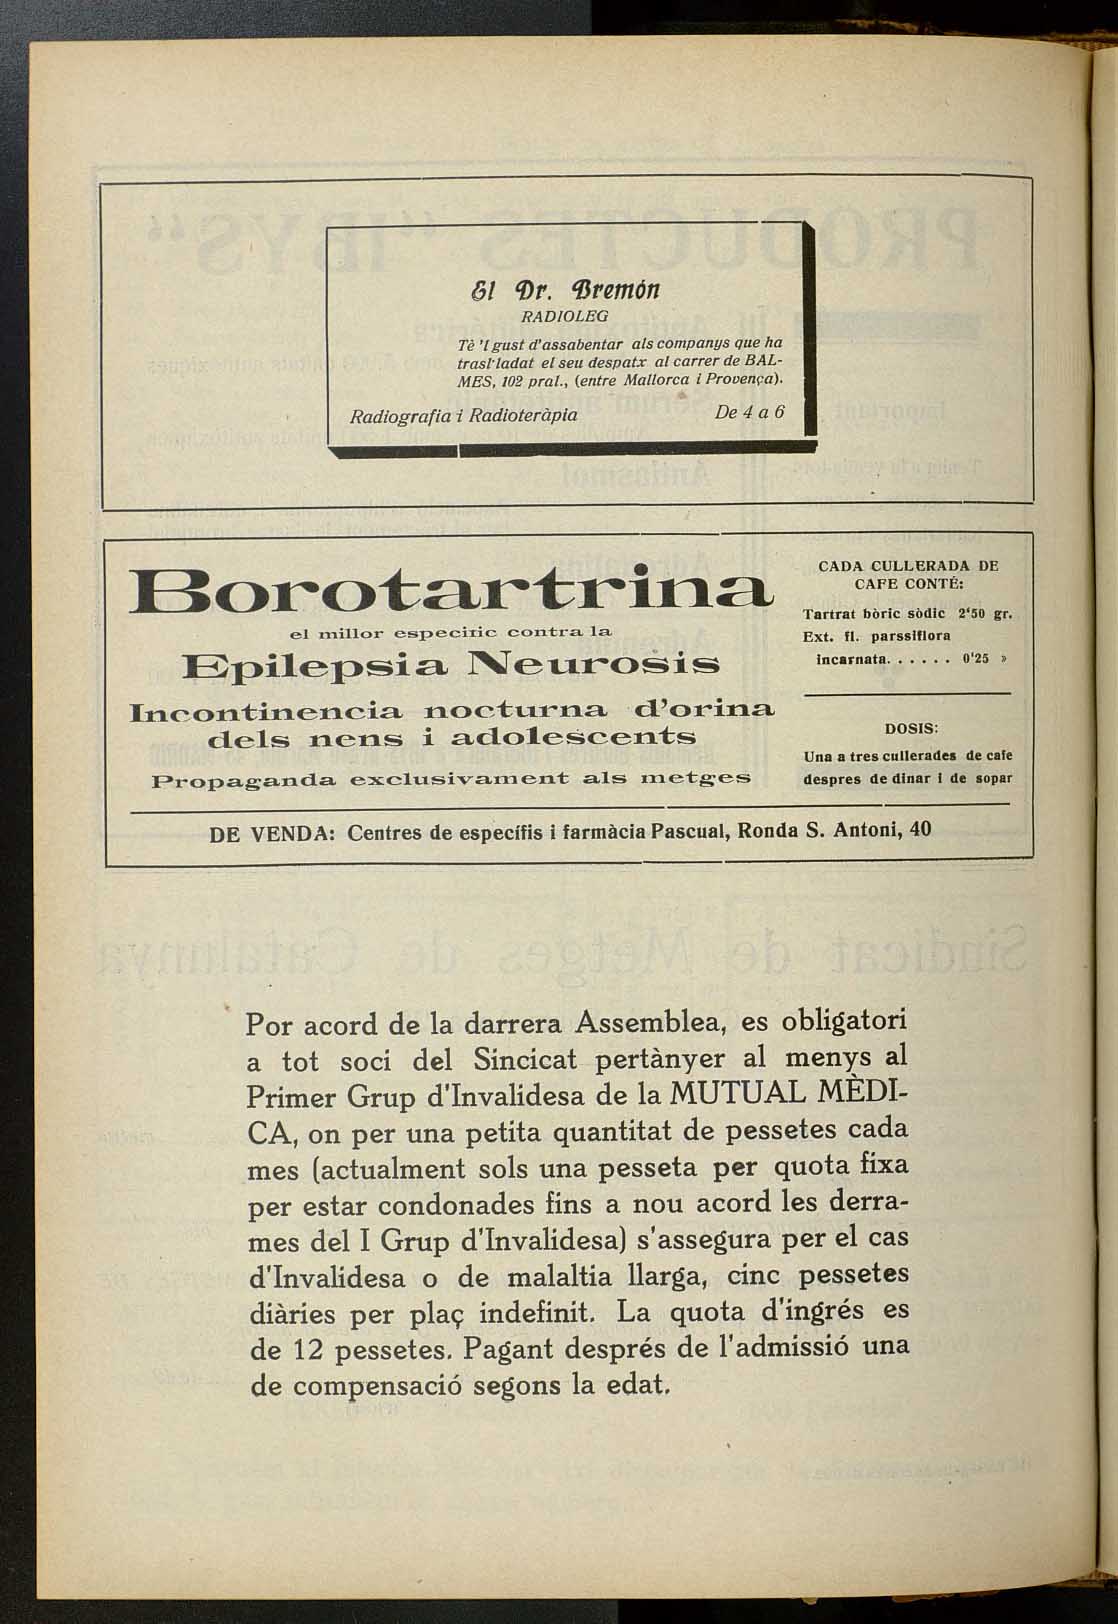 El Dr. Bremón
RADIOLEG
Tè 'l gust d'assabentar als companys que ha
trasl·ladat el seu despatx al carrer de BAL-
MES, 102 pral., (entre Mallorca i Provença).
Radiografia i Radioteràpia De 4 a 6
Borotartrina
el millor especific contra la
Epilepsia Neurosis
Incontinencia nocturna d'orina
dels nens i adolescents
Propaganda exclusivament als metges
CADA CULLERADA DE
CAFE CONTÉ:
Tartrat bòric sòdic 2'50 gr.
Ext. fl. parssiflora
incarnata. . . . . . 0'25 »
DOSIS:
Una a tres cullerades de cafe
despres de dinar i de sopar
DE VENDA: Centres de especifis i farmàcia Pascual, Ronda S. Antoni, 40
Por acord de la darrera Assemblea, es obligatori
a tot soci del Sincicat pertànyer al menys al
Primer Grup d'Invalidesa de la MUTUAL MÈDI-
CA, on per una petita quantitat de pessetes cada
mes (actualment sols una pesseta per quota fixa
per estar condonades fins a nou acord les derra-
mes del I Grup d'Invalidesa) s'assegura per el cas
d'Invalidesa o de malaltia llarga, cinc pessetes
diàries per plaç indefinit. La quota d'ingrés es
de 12 pessetes. Pagant després de l'admissió una
de compensació segons la edat.